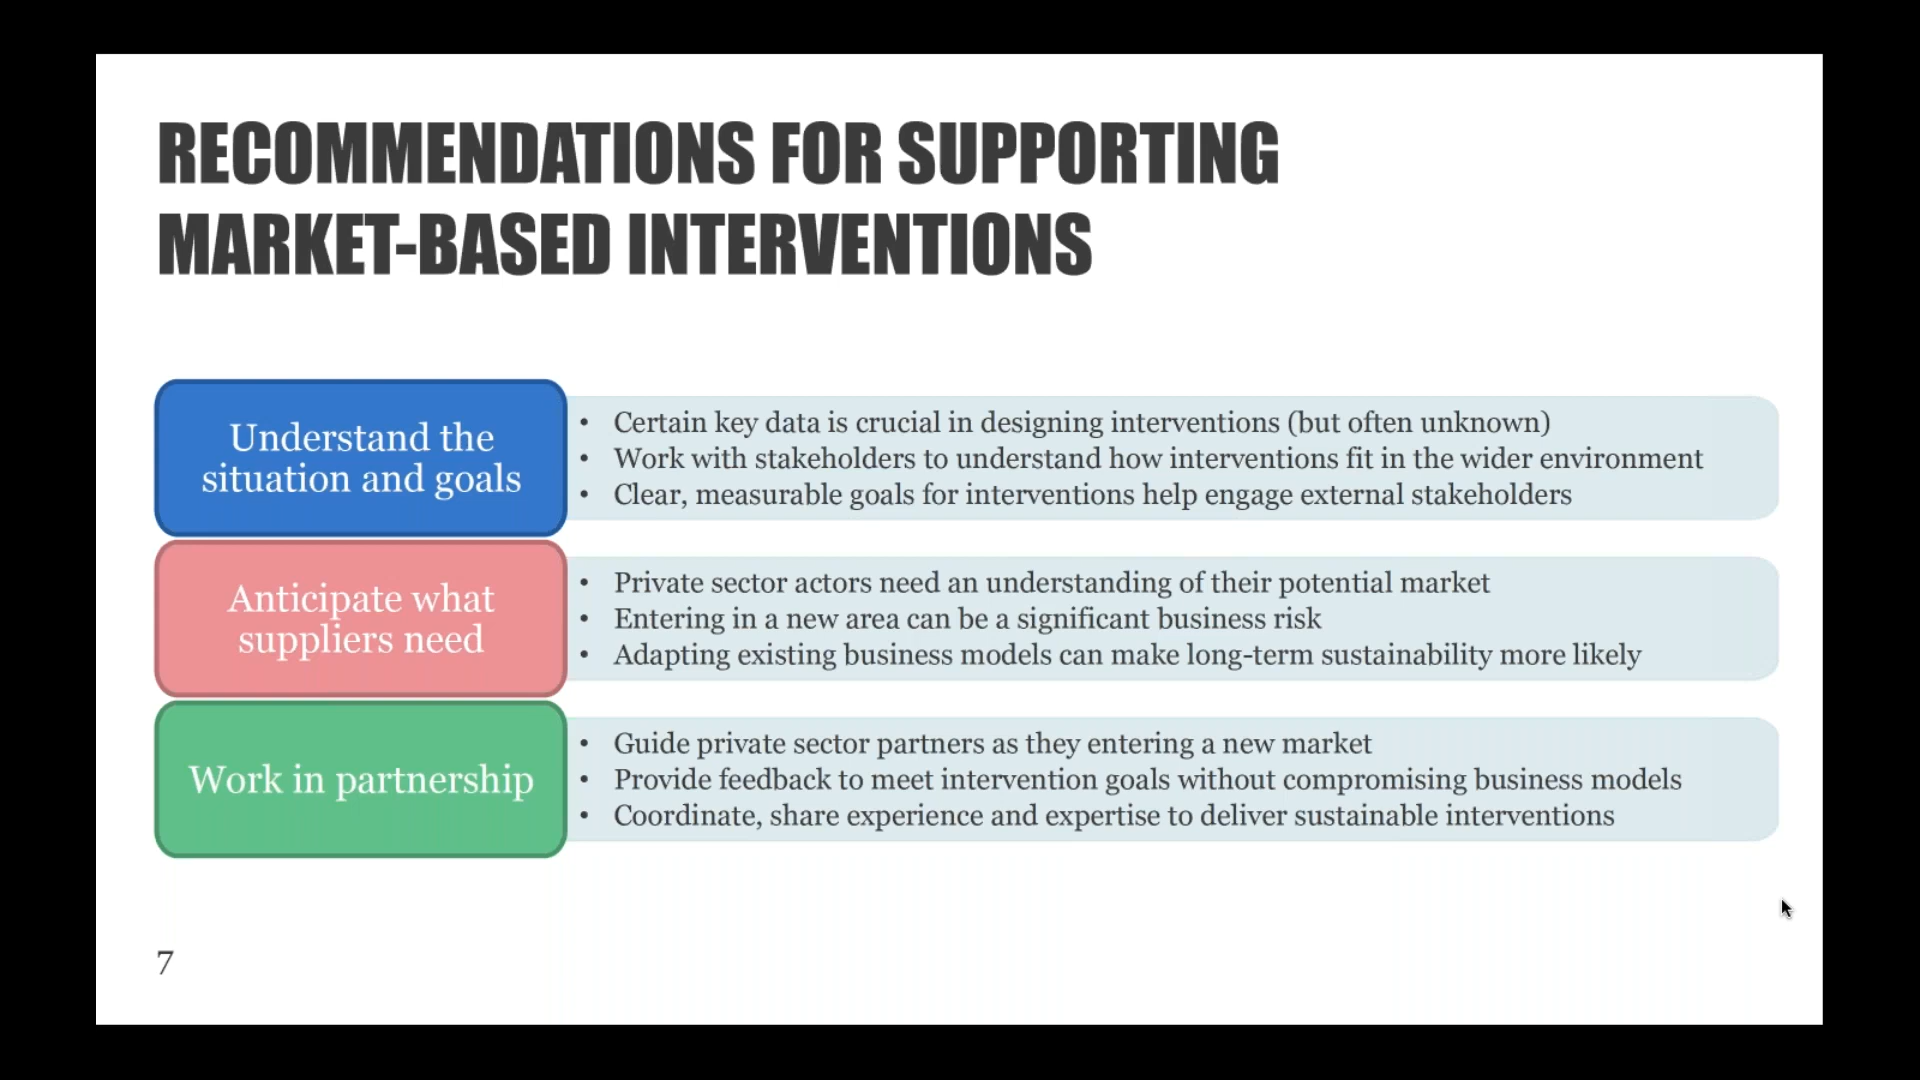 RECOMMENDATIONS FOR SUPPORTING
MARKET-BASED INTERVENTIONS
Understand the
situation and goals
• Certain key data is crucial in designing interventions (but often unknown)
• Work with stakeholders to understand how interventions fit in the wider environment
• Clear, measurable goals for interventions help engage external stakeholders
Anticipate what
suppliers need
• Private sector actors need an understanding of their potential market
• Entering in a new area can be a significant business risk
• Adapting existing business models can make long-term sustainability more likely
Work in partnership
• Guide private sector partners as they entering a new market
• Provide feedback to meet intervention goals without compromising business models
• Coordinate, share experience and expertise to deliver sustainable interventions
7